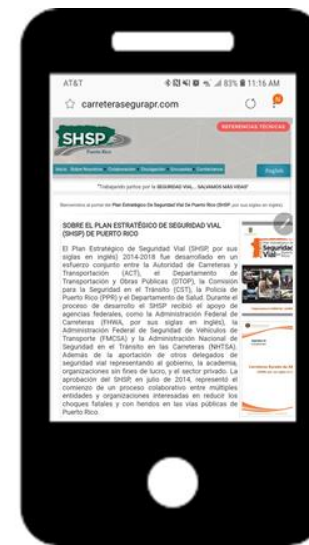 AT&T 83% 11:16 AM
carreterasegurapr.com
REFERENCIAS TÉCNICAS
SHSP
Puerto Rico
Inicio Sobre Nosotros Colaboración Divulgación Encuestas Contáctenos English
"Trabajando juntos por la SEGURIDAD VIAL... SALVAMOS MÁS VIDAS"
Bienvenidos al portal del Plan Estratégico De Seguridad Vial De Puerto Rico (SHSP, por sus siglas en inglés)
SOBRE EL PLAN ESTRATÉGICO DE SEGURIDAD VIAL
(SHSP) DE PUERTO RICO
El Plan Estratégico de Seguridad Vial (SHSP, por sus
siglas en inglés) 2014-2018 fue desarrollado en un
esfuerzo conjunto entre la Autoridad de Carreteras y
Transportación (ACT), el Departamento de
Transportación y Obras Públicas (DTOP), la Comisión
para la Seguridad en el Tránsito (CST), la Policía de
Puerto Rico (PPR) y el Departamento de Salud. Durante el
proceso de desarrollo el SHSP recibió el apoyo de
agencias federales, como la Administración Federal de
Carreteras (FHWA, por sus siglas en inglés), la
Administración Federal de Seguridad de Vehículos de
Transporte (FMCSA) y la Administración Nacional de
Seguridad en el Tránsito en las Carreteras (NHTSA).
Además de la aportación de otros delegados de
seguridad vial representando al gobierno, la academia,
organizaciones sin fines de lucro, y el sector privado. La
aprobación del SHSP, en julio de 2014, representó el
comienzo de un proceso colaborativo entre múltiples
entidades y organizaciones interesadas en reducir los
choques fatales y con heridos en las vías públicas de
Puerto Rico.
Seguridad
Vial